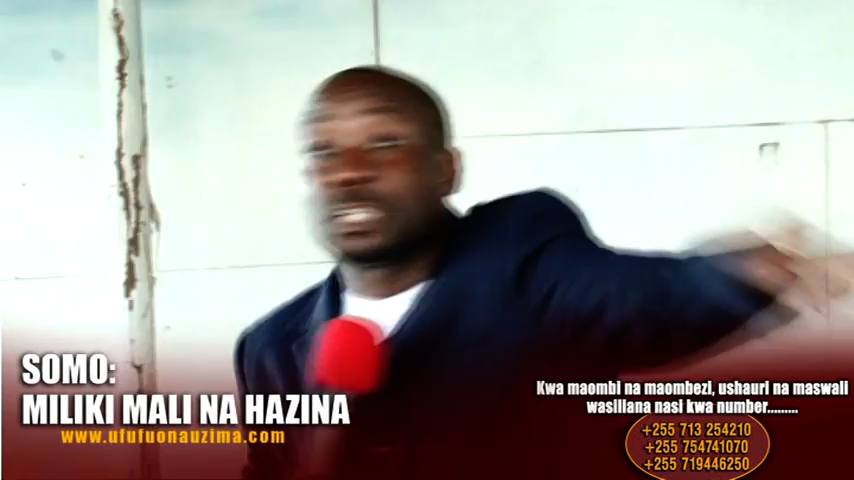 SOMO:
MILIKI MALI NA HAZINA
www.ufufuonauzima.com
Kwa maombi na maombezi, ushauri na maswali
wasiliana nasi kwa number.........
+255 713 254210
+255 754741070
+255 719446250